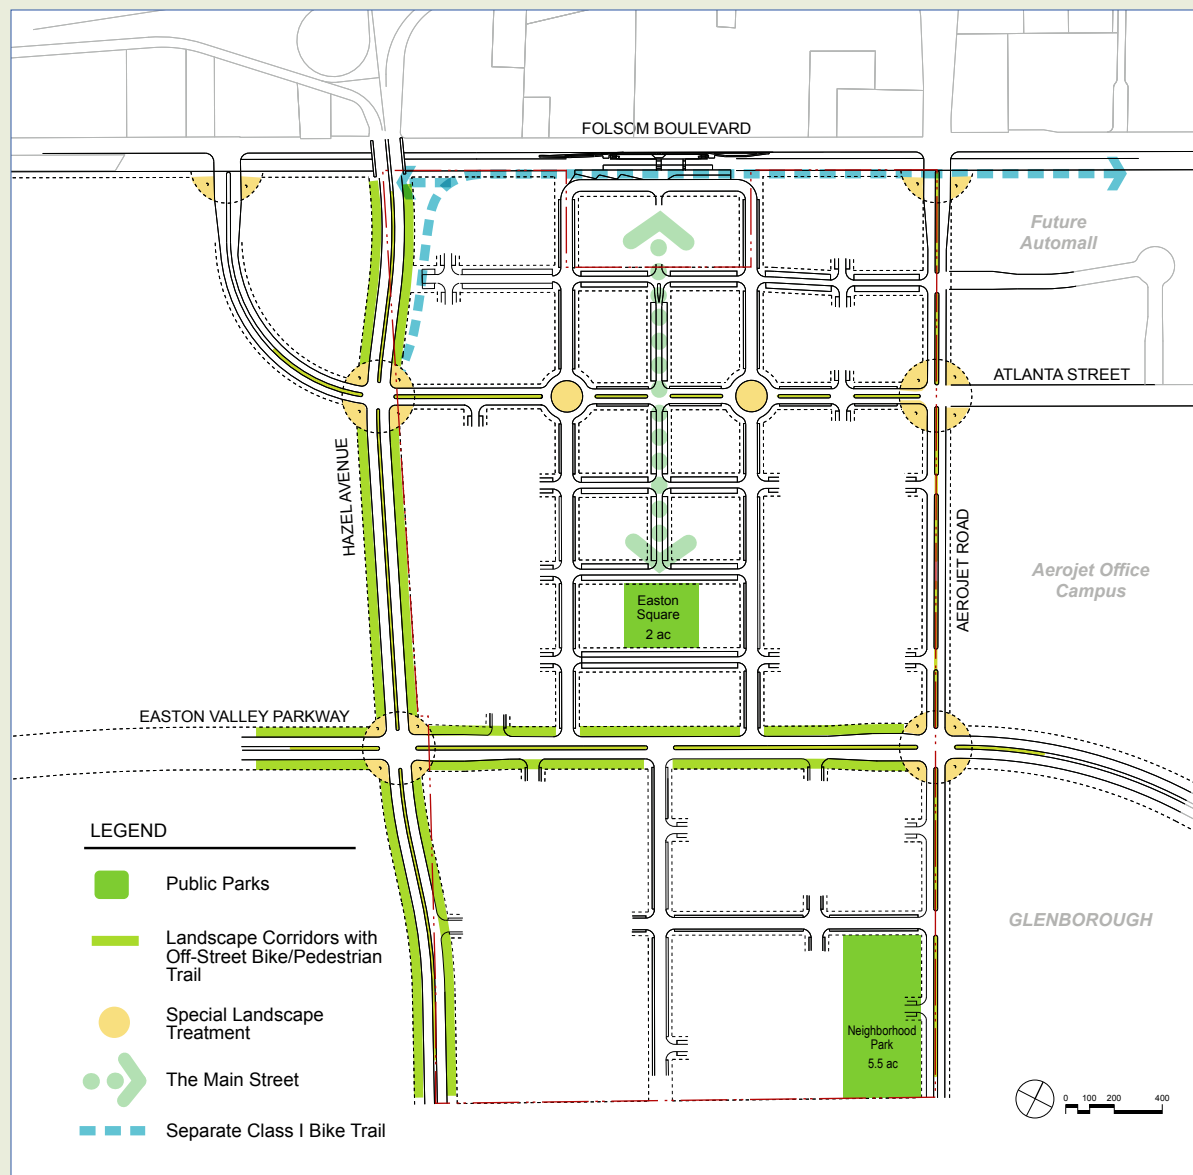 FOLSOM BOULEVARD
Future
Automall
ATLANTA STREET
HAZEL AVENUE
AEROJET ROAD
Aerojet Office
Campus
Easton
Square
2 ac
EASTON VALLEY PARKWAY
LEGEND
Public Parks
Landscape Corridors with
Off-Street Bike/Pedestrian
Trail
Special Landscape
Treatment
The Main Street
Separate Class I Bike Trail
GLENBOROUGH
Neighborhood
Park
5.5 ac
0 100 200 400